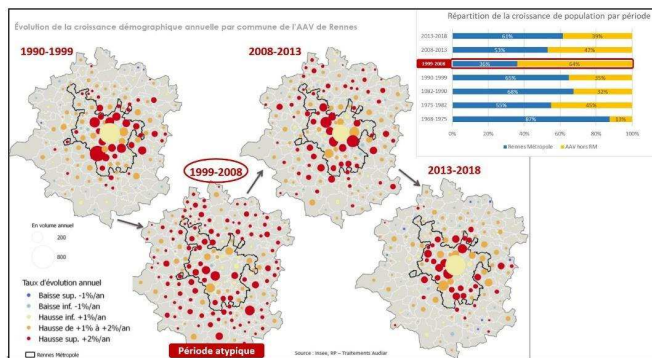 Évolution de la croissance démographique annuelle par commune de l'AAV de Rennes
1990-1999
2008-2013
1999-2008
2013-2018
Période atypique
En volume annuel
200
800
Taux d'évolution annuel
Baisse sup. -1%/an
Baisse inf. -1%/an
Hausse inf. +1%/an
Hausse de +1% à +2%/an
Hausse sup. +2%/an
Rennes Métropole
Source : Insee, RP – Traitements Audiar
Répartition de la croissance de population par période
2013-2018 61% 39%
2008-2013 53% 47%
1999-2008 36% 64%
1990-1999 65% 35%
1982-1990 68% 32%
1975-1982 55% 45%
1968-1975 87% 13%
0% 20% 40% 60% 80% 100%
Rennes Métropole AAV hors RM